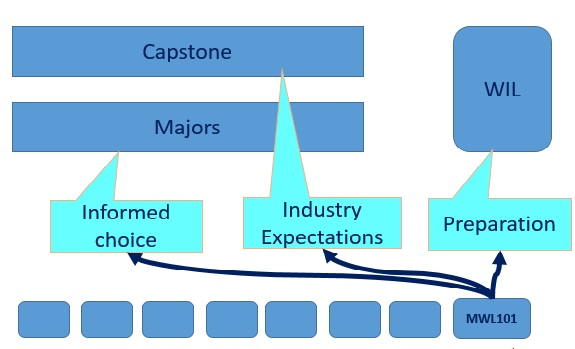 Capstone
WIL
Majors
Informed
choice
Industry
Expectations
Preparation
MWL101